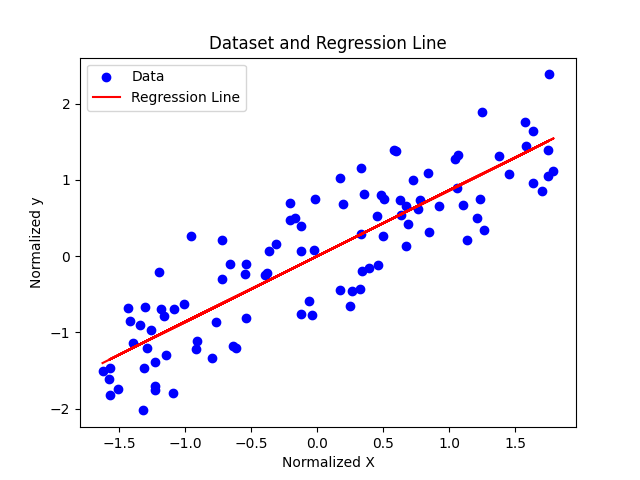 Dataset and Regression Line
Data
Regression Line
2
1
0
−1
−2
Normalized y
−1.5 −1.0 −0.5 0.0 0.5 1.0 1.5
Normalized X